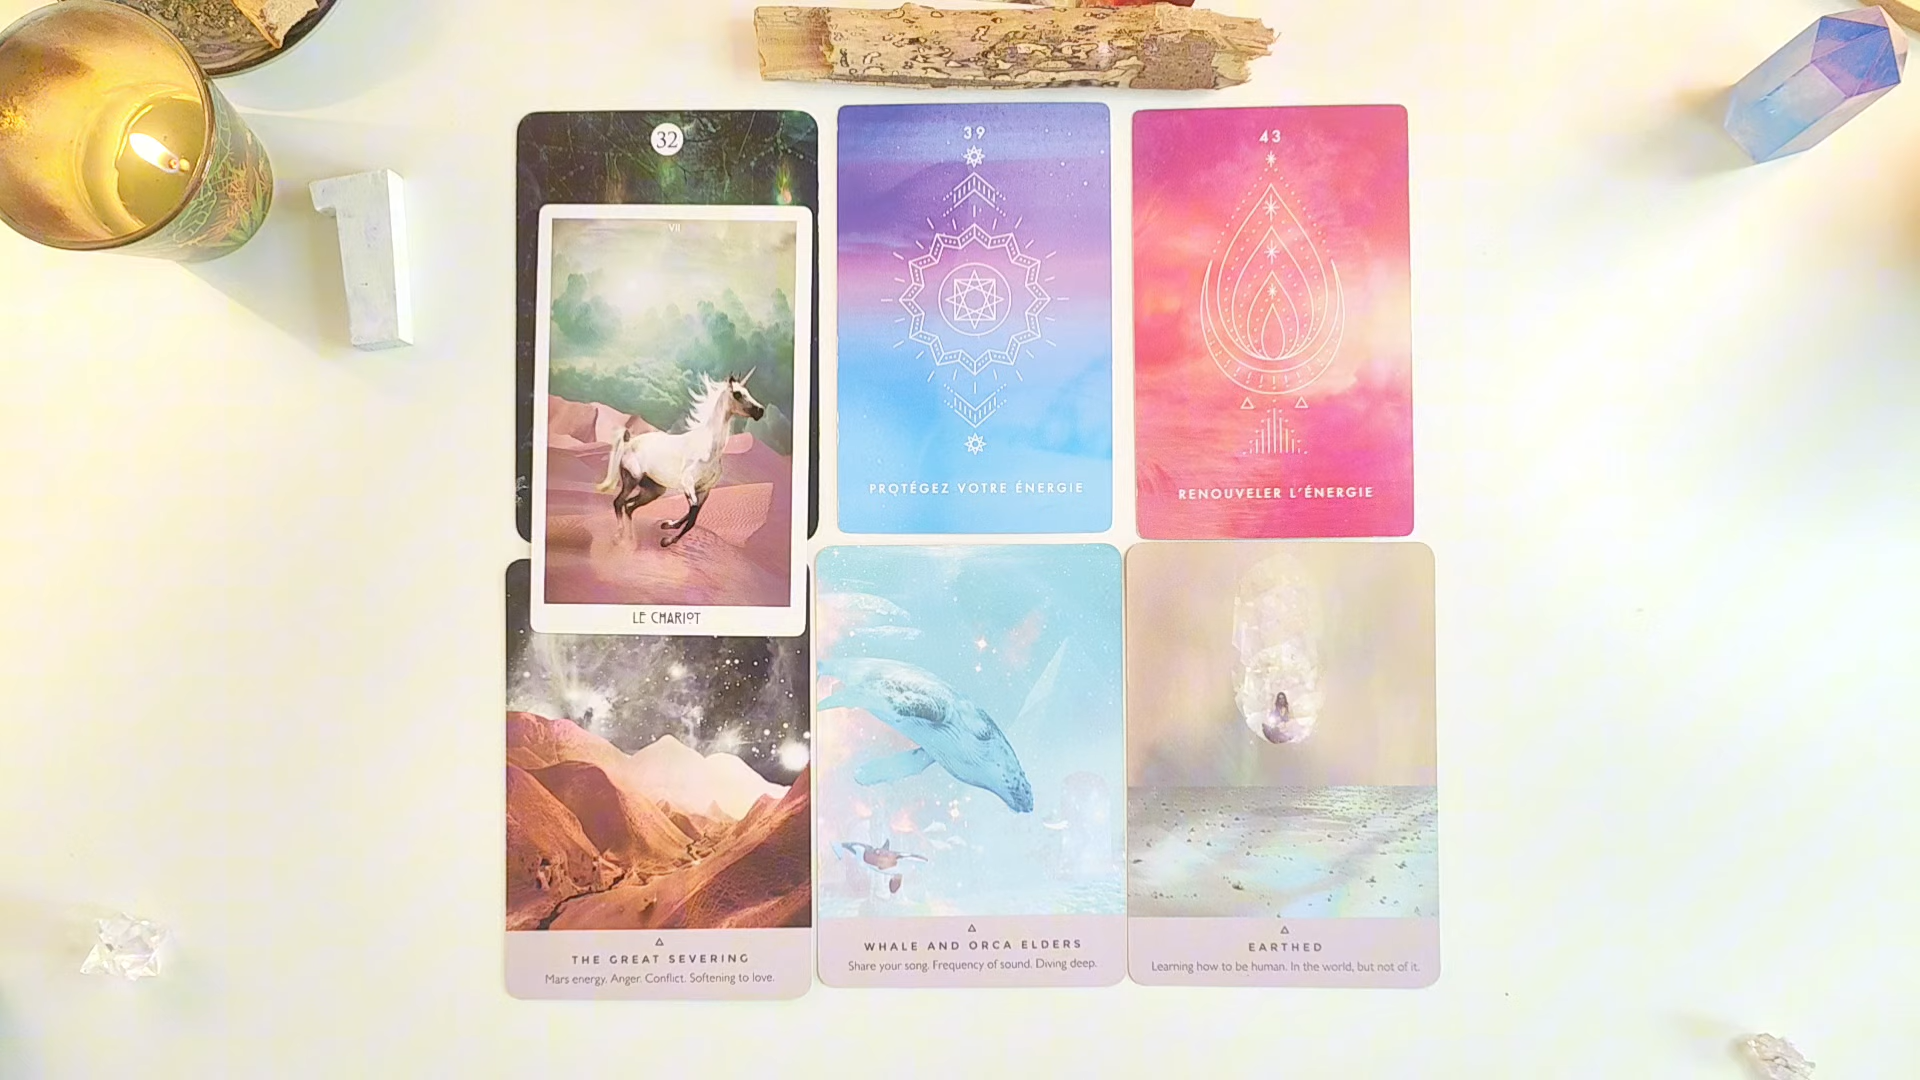 1
32
VII
LE CHARIOT
39
PROTÉGEZ VOTRE ÉNERGIE
43
RENOUVELER L'ÉNERGIE
THE GREAT SEVERING
Mars energy. Anger. Conflict. Softening to love.
WHALE AND ORCA ELDERS
Share your song. Frequency of sound. Diving deep.
EARTHED
Learning how to be human. In the world, but not of it.